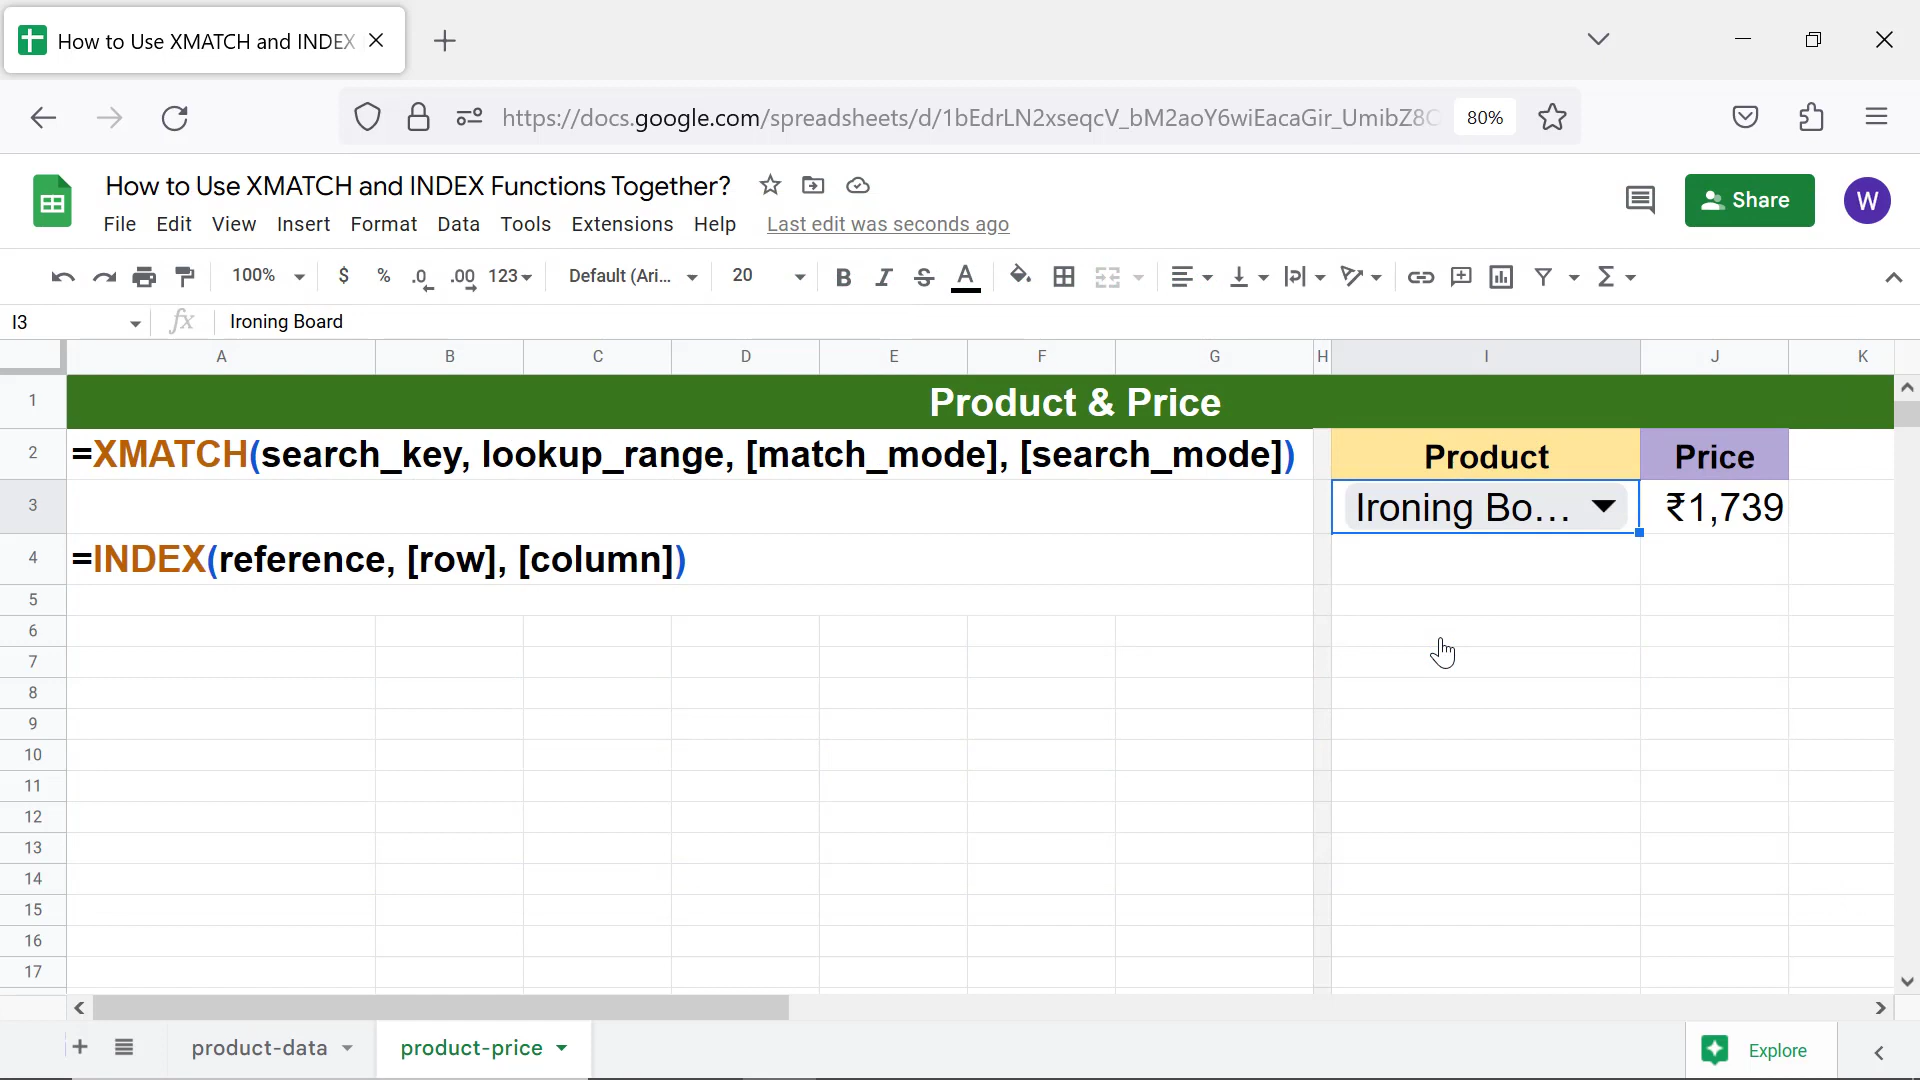 How to Use XMATCH and INDEX
https://docs.google.com/spreadsheets/d/1bEdrLN2xseqcV_bM2aoY6wiEacaGir_UmibZ8C
80%
How to Use XMATCH and INDEX Functions Together?
Share
W
File Edit View Insert Format Data Tools Extensions Help Last edit was seconds ago
100% $ % .0 .00 123 Default (Ari... 20 B I S A Σ
I3 fx Ironing Board
A B C D E F G H I J K
1 Product & Price
2 =XMATCH(search_key, lookup_range, [match_mode], [search_mode]) Product Price
3 Ironing Bo... ₹1,739
4 =INDEX(reference, [row], [column])
5
6
7
8
9
10
11
12
13
14
15
16
17
product-data product-price Explore